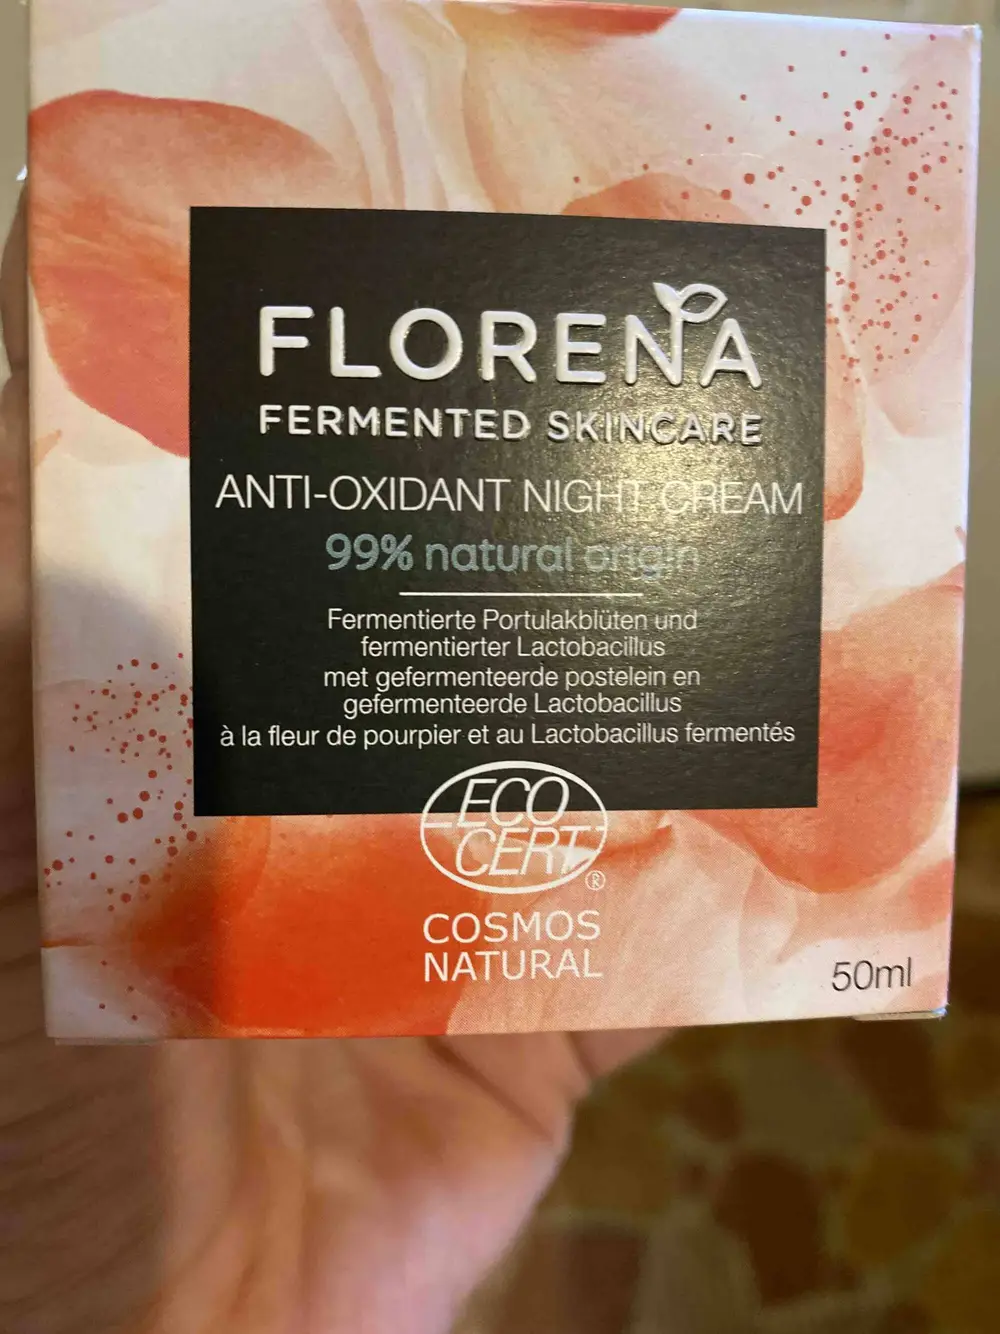 FLORENA
FERMENTED SKINCARE
ANTI-OXIDANT NIGHT CREAM
99% natural origin
Fermentierte Portulakblüten und
fermentierter Lactobacillus
met gefermenteerde postelein en
gefermenteerde Lactobacillus
à la fleur de pourpier et au Lactobacillus fermentés
ECO
CERT
®
COSMOS
NATURAL
50ml